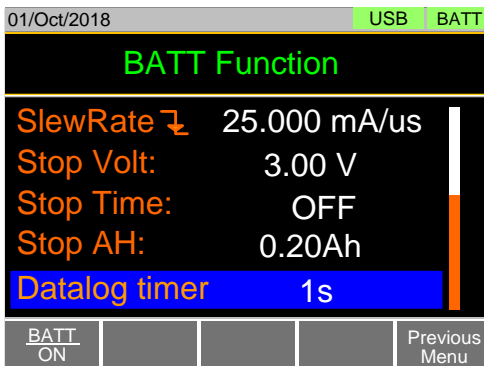 01/Oct/2018 USB BATT
BATT Function
SlewRate 25.000 mA/us
Stop Volt: 3.00 V
Stop Time: OFF
Stop AH: 0.20Ah
Datalog timer 1s
BATT
ON
Previous
Menu